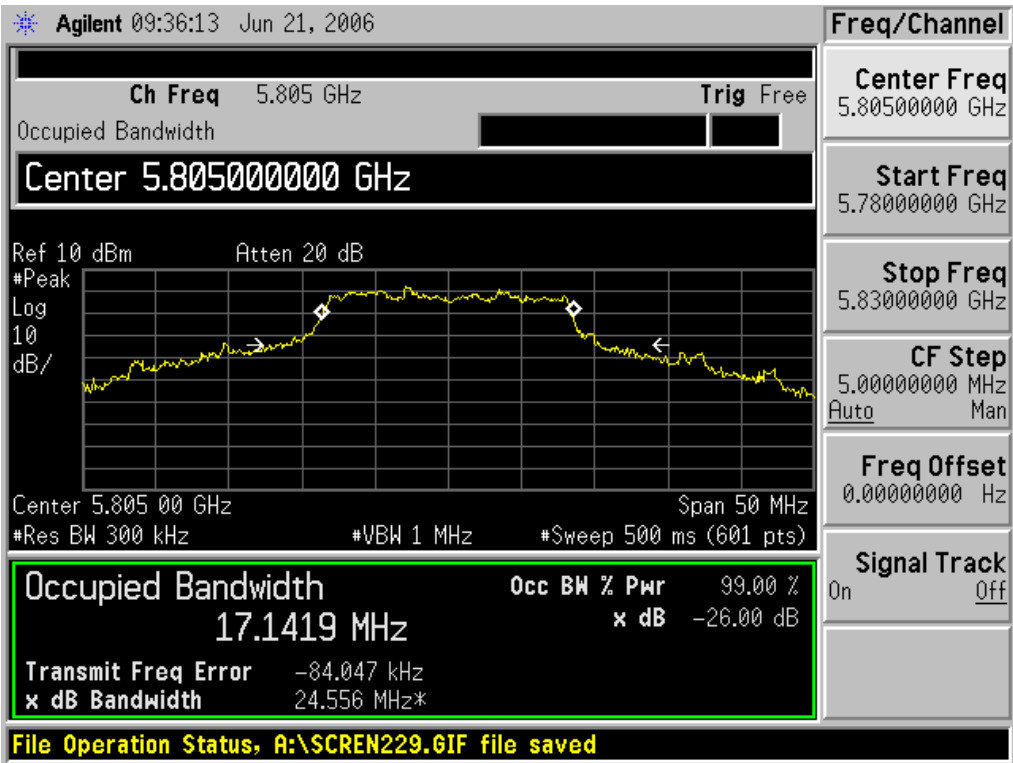 Agilent 09:36:13 Jun 21, 2006
Freq/Channel
Ch Freq 5.805 GHz Trig Free
Occupied Bandwidth
Center 5.805000000 GHz
Ref 10 dBm Atten 20 dB
#Peak
Log
10
dB/
Center 5.805 00 GHz Span 50 MHz
#Res BW 300 kHz #VBW 1 MHz #Sweep 500 ms (601 pts)
Occupied Bandwidth Occ BW % Pwr 99.00 %
17.1419 MHz x dB -26.00 dB
Transmit Freq Error -84.047 kHz
x dB Bandwidth 24.556 MHz*
File Operation Status, A:\SCREN229.GIF file saved
Center Freq
5.80500000 GHz
Start Freq
5.78000000 GHz
Stop Freq
5.83000000 GHz
CF Step
5.00000000 MHz
Auto Man
Freq Offset
0.00000000 Hz
Signal Track
On Off